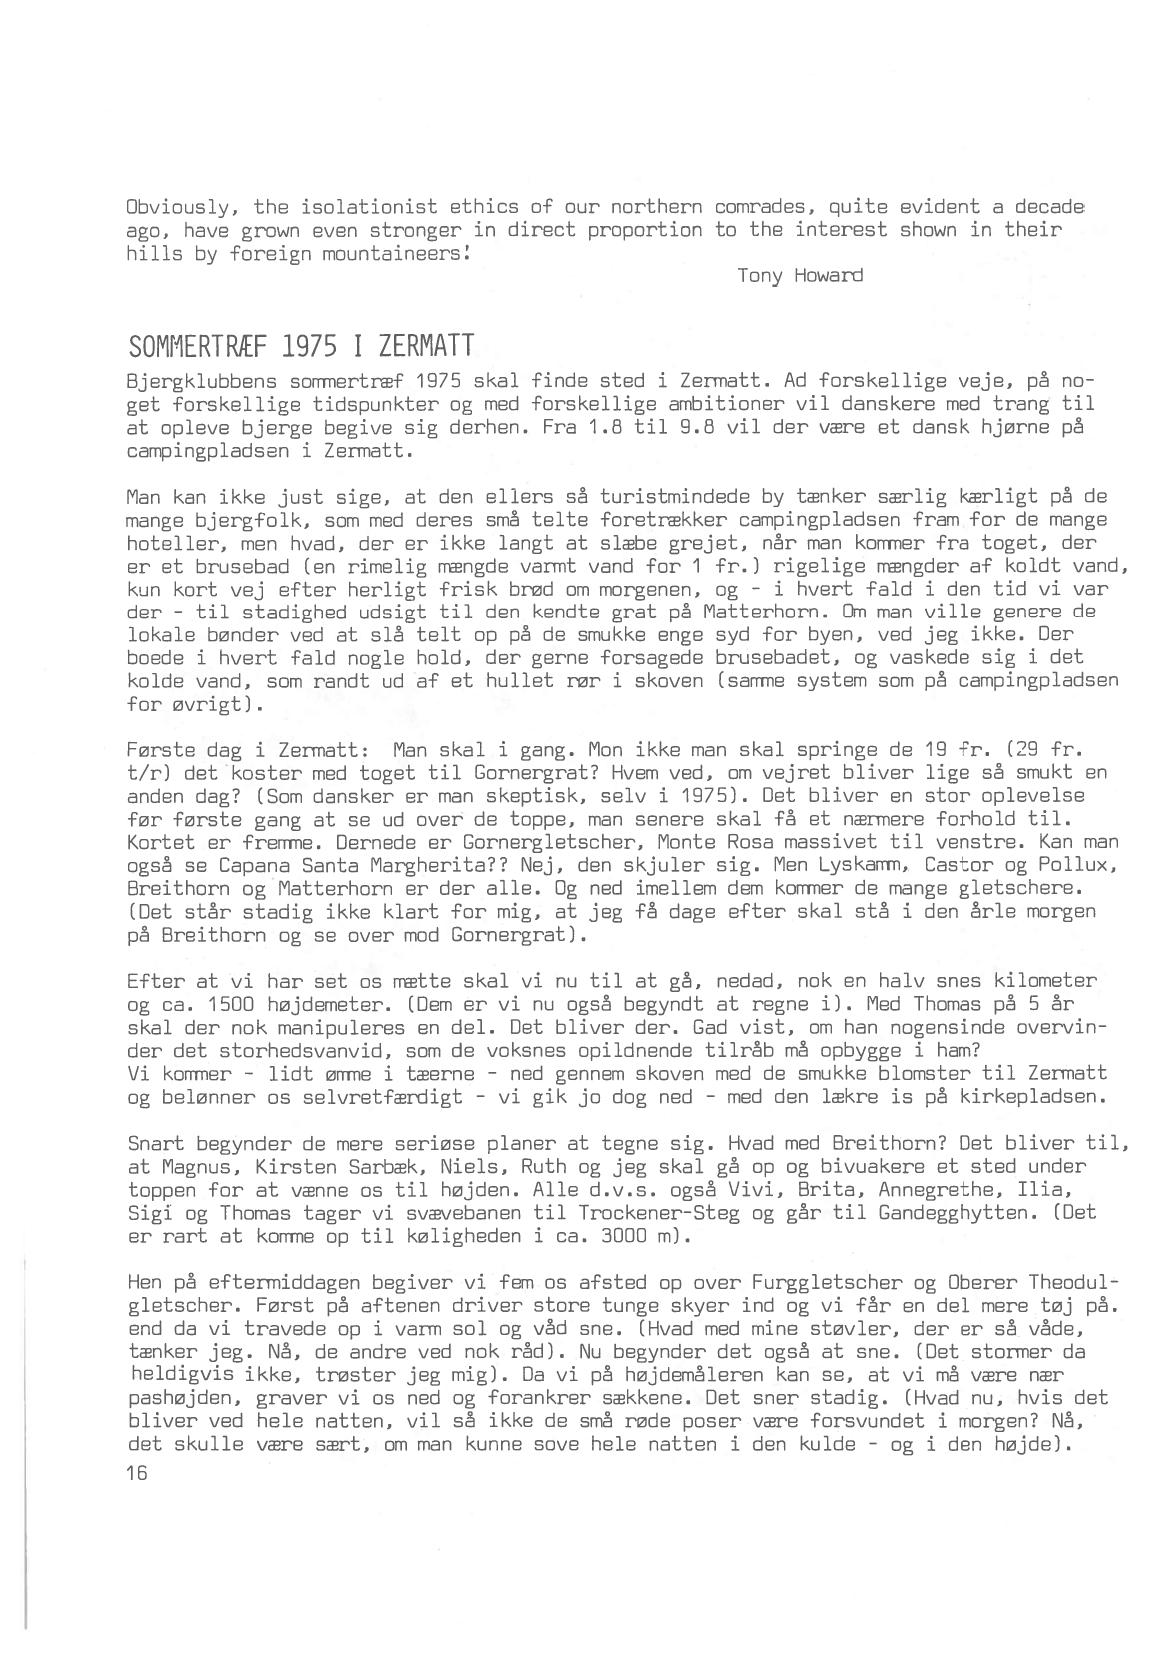 Obviously, the isolationist ethics of our northern comrades, quite evident a decade
ago, have grown even stronger in direct proportion to the interest shown in their
hills by foreign mountaineers!
Tony Howard
SOMMERTRÆF 1975 I ZERMATT
Bjergklubbens sommertræf 1975 skal finde sted i Zermatt. Ad forskellige veje, på no-
get forskellige tidspunkter og med forskellige ambitioner vil danskere med trang til
at opleve bjerge begive sig derhen. Fra 1.8 til 9.8 vil der være et dansk hjørne på
campingpladsen i Zermatt.
Man kan ikke just sige, at den ellers så turistmindede by tænker særlig kærligt på de
mange bjergfolk, som med deres små telte foretrækker campingpladsen fram for de mange
hoteller, men hvad, der er ikke langt at slæbe grejet, når man kommer fra toget, der
er et brusebad (en rimelig mængde varmt vand for 1 fr.) rigelige mængder af koldt vand,
kun kort vej efter herligt frisk brød om morgenen, og - i hvert fald i den tid vi var
der - til stadighed udsigt til den kendte grat på Matterhorn. Om man ville genere de
lokale bønder ved at slå telt op på de smukke enge syd for byen, ved jeg ikke. Der
boede i hvert fald nogle hold, der gerne forsagede brusebadet, og vaskede sig i det
kolde vand, som randt ud af et hullet rør i skoven (samme system som på campingpladsen
for øvrigt).
Første dag i Zermatt: Man skal i gang. Mon ikke man skal springe de 19 fr. (29 fr.
t/r) det koster med toget til Gornergrat? Hvem ved, om vejret bliver lige så smukt en
anden dag? (Som dansker er man skeptisk, selv i 1975). Det bliver en stor oplevelse
før første gang at se ud over de toppe, man senere skal få et nærmere forhold til.
Kortet er fremme. Dernede er Gornergletscher, Monte Rosa massivet til venstre. Kan man
også se Capana Santa Margherita?? Nej, den skjuler sig. Men Lyskamm, Castor og Pollux,
Breithorn og Matterhorn er der alle. Og ned imellem dem kommer de mange gletschere.
(Det står stadig ikke klart for mig, at jeg få dage efter skal stå i den årle morgen
på Breithorn og se over mod Gornergrat).
Efter at vi har set os mætte skal vi nu til at gå, nedad, nok en halv snes kilometer
og ca. 1500 højdemeter. (Dem er vi nu også begyndt at regne i). Med Thomas på 5 år
skal der nok manipuleres en del. Det bliver der. Gad vist, om han nogensinde overvin-
der det storhedsvanvid, som de voksnes opildnende tilråb må opbygge i ham?
Vi kommer - lidt ømme i tæerne - ned gennem skoven med de smukke blomster til Zermatt
og belønner os selvretfærdigt - vi gik jo dog ned - med den lækre is på kirkepladsen.
Snart begynder de mere seriøse planer at tegne sig. Hvad med Breithorn? Det bliver til,
at Magnus, Kirsten Sarbæk, Niels, Ruth og jeg skal gå op og bivuakere et sted under
toppen for at vænne os til højden. Alle d.v.s. også Vivi, Brita, Annegrethe, Ilia,
Sigi og Thomas tager vi svævebanen til Trockener-Steg og går til Gandegghytten. (Det
er rart at komme op til køligheden i ca. 3000 m).
Hen på eftermiddagen begiver vi fem os afsted op over Furggletscher og Oberer Theodul-
gletscher. Først på aftenen driver store tunge skyer ind og vi får en del mere tøj på.
end da vi travede op i varm sol og våd sne. (Hvad med mine støvler, der er så våde,
tænker jeg. Nå, de andre ved nok råd). Nu begynder det også at sne. (Det stormer da
heldigvis ikke, trøster jeg mig). Da vi på højdemåleren kan se, at vi må være nær
pashøjden, graver vi os ned og forankrer sækkene. Det sner stadig. (Hvad nu, hvis det
bliver ved hele natten, vil så ikke de små røde poser være forsvundet i morgen? Nå,
det skulle være sært, om man kunne sove hele natten i den kulde - og i den højde).
16